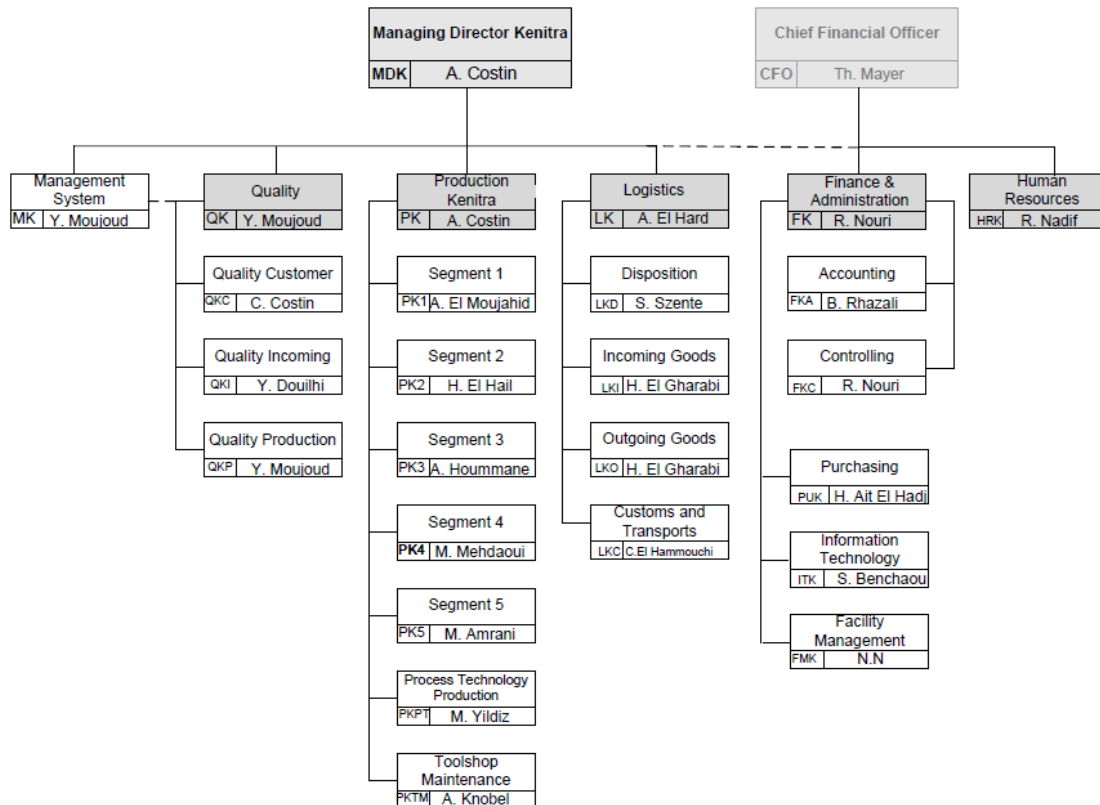 Managing Director Kenitra
MDK A. Costin
Chief Financial Officer
CFO Th. Mayer
Management
System
MK Y. Moujoud
Quality
QK Y. Moujoud
Production
Kenitra
PK A. Costin
Logistics
LK A. El Hard
Finance &
Administration
FK R. Nouri
Human
Resources
HRK R. Nadif
Quality Customer
QKC C. Costin
Quality Incoming
QKI Y. Douilhi
Quality Production
QKP Y. Moujoud
Segment 1
PK1 A. El Moujahid
Segment 2
PK2 H. El Hail
Segment 3
PK3 A. Hoummane
Segment 4
PK4 M. Mehdaoui
Segment 5
PK5 M. Amrani
Process Technology
Production
PKPT M. Yildiz
Toolshop
Maintenance
PKTM A. Knobel
Disposition
LKD S. Szente
Incoming Goods
LKI H. El Gharabi
Outgoing Goods
LKO H. El Gharabi
Customs and
Transports
LKC C.El Hammouchi
Accounting
FKA B. Rhazali
Controlling
FKC R. Nouri
Purchasing
PUK H. Ait El Hadj
Information
Technology
ITK S. Benchaou
Facility
Management
FMK N.N